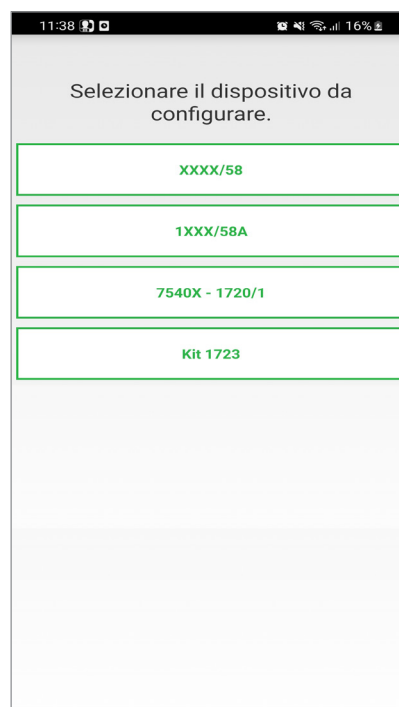 11:38 16%
Selezionare il dispositivo da
configurare.
XXXX/58
1XXX/58A
7540X - 1720/1
Kit 1723